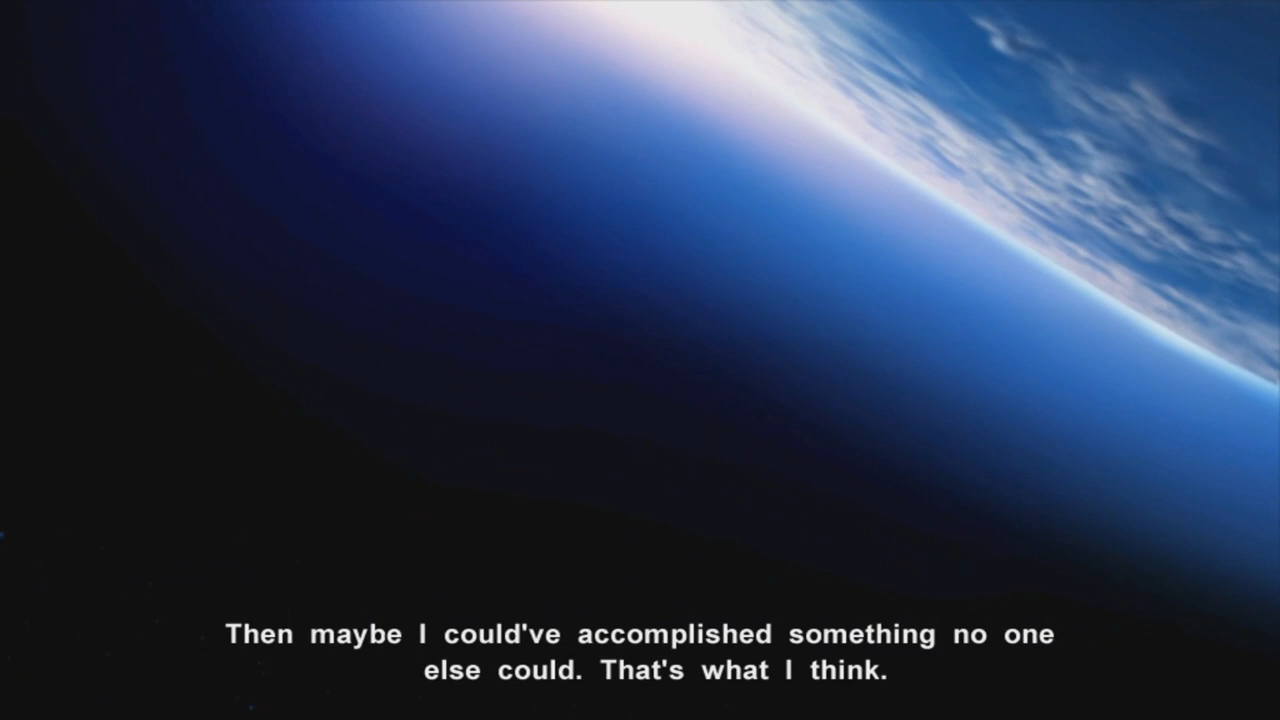 Then maybe I could've accomplished something no one
else could. That's what I think.